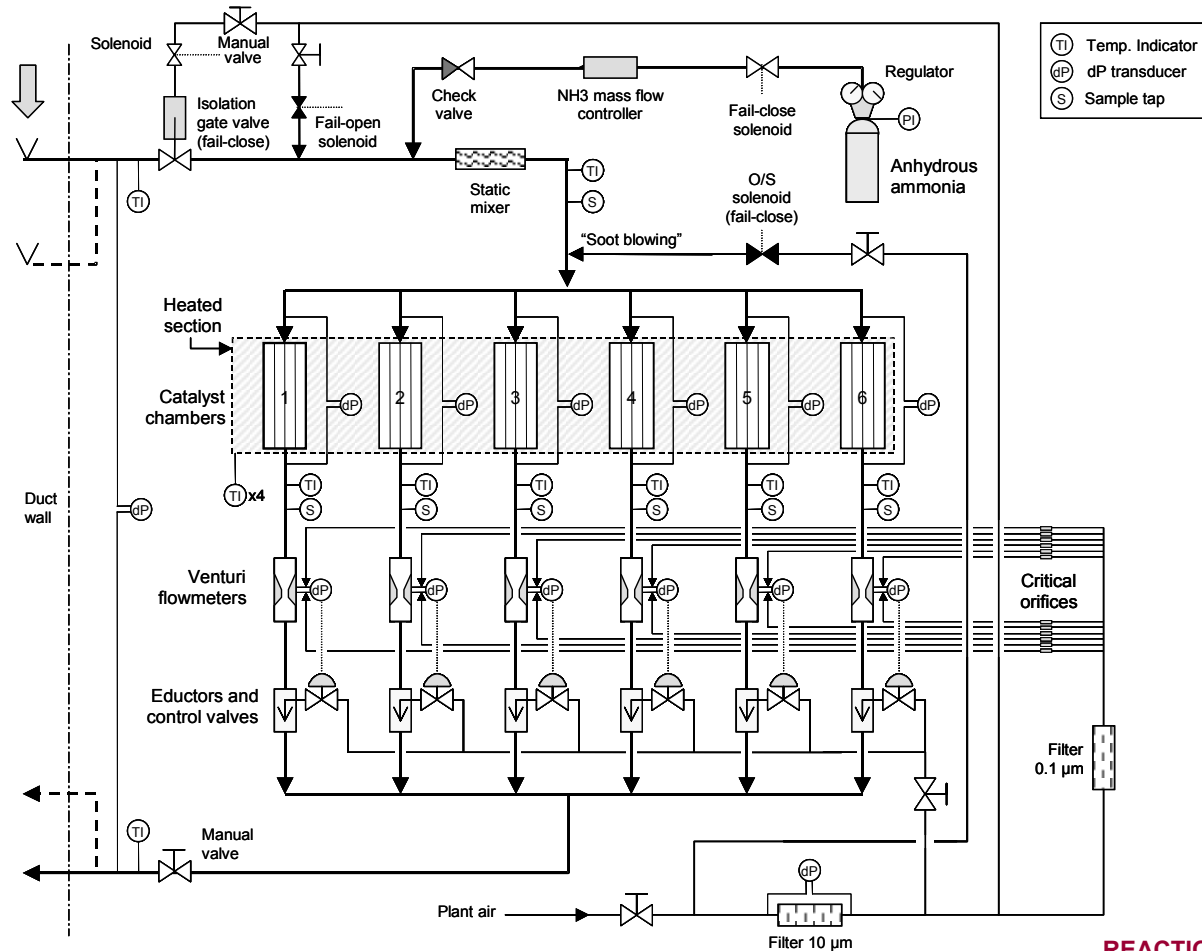 Solenoid
Manual
valve
Isolation
gate valve
(fail-close)
Fail-open
solenoid
Check
valve
NH3 mass flow
controller
Fail-close
solenoid
Regulator
PI
Anhydrous
ammonia
TI Temp. Indicator
dP dP transducer
S Sample tap
TI
Static
mixer
TI
S
O/S
solenoid
(fail-close)
“Soot blowing”
Heated
section
Catalyst
chambers
1
2
3
4
5
6
dP
dP
dP
dP
dP
dP
TI x4
TI
TI
TI
TI
TI
TI
S
S
S
S
S
S
Duct
wall
dP
Venturi
flowmeters
dP
dP
dP
dP
dP
dP
Critical
orifices
Eductors and
control valves
Filter
0.1 µm
TI
Manual
valve
dP
Plant air
Filter 10 µm
REACTIO